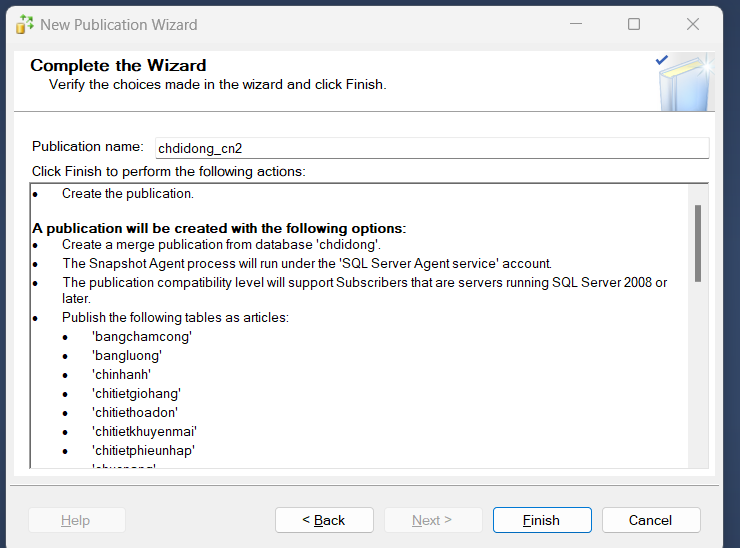 New Publication Wizard
Complete the Wizard
Verify the choices made in the wizard and click Finish.
Publication name: chdidong_cn2
Click Finish to perform the following actions:
• Create the publication.
A publication will be created with the following options:
• Create a merge publication from database 'chdidong'.
• The Snapshot Agent process will run under the 'SQL Server Agent service' account.
• The publication compatibility level will support Subscribers that are servers running SQL Server 2008 or
later.
• Publish the following tables as articles:
• 'bangchamcong'
• 'bangluong'
• 'chinhanh'
• 'chitietgiohang'
• 'chitiethoadon'
• 'chitietkhuyenmai'
• 'chitietphieunhap'
Help
< Back
Next >
Finish
Cancel